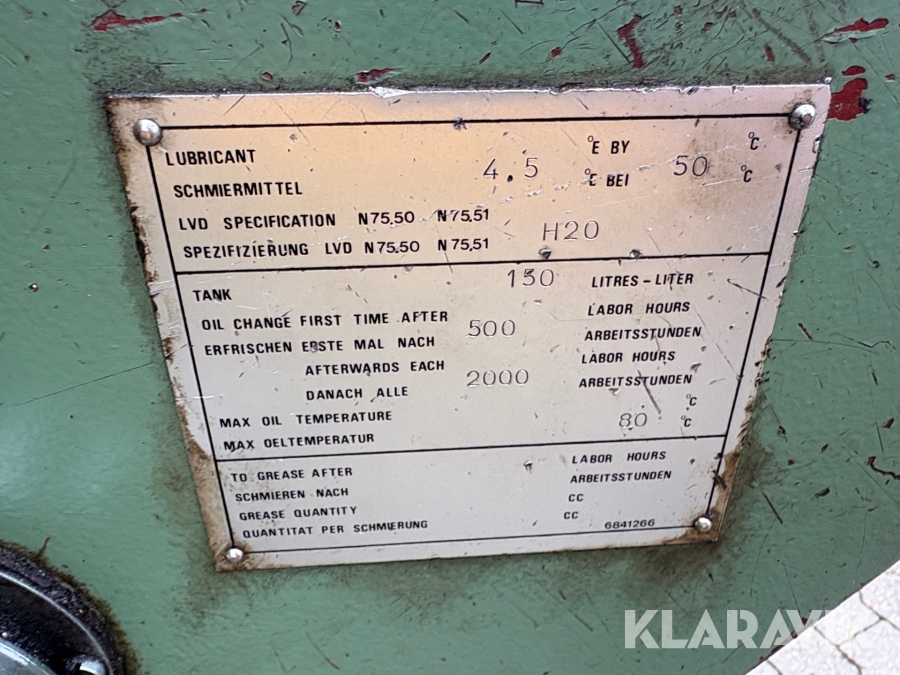 LUBRICANT 4.5 °E BY 50 °C
SCHMIERMITTEL °E BEI °C
LVD SPECIFICATION N75,50 N75,51 H20
SPEZIFIZIERUNG LVD N75,50 N75,51
TANK 150 LITRES-LITER
OIL CHANGE FIRST TIME AFTER 500 LABOR HOURS
ERFRISCHEN ERSTE MAL NACH ARBEITSSTUNDEN
AFTERWARDS EACH 2000 LABOR HOURS
DANACH ALLE ARBEITSSTUNDEN
MAX OIL TEMPERATURE 80 °C
MAX OELTEMPERATUR °C
TO GREASE AFTER LABOR HOURS
SCHMIEREN NACH ARBEITSSTUNDEN
GREASE QUANTITY CC
QUANTITAT PER SCHMIERUNG CC
6841266